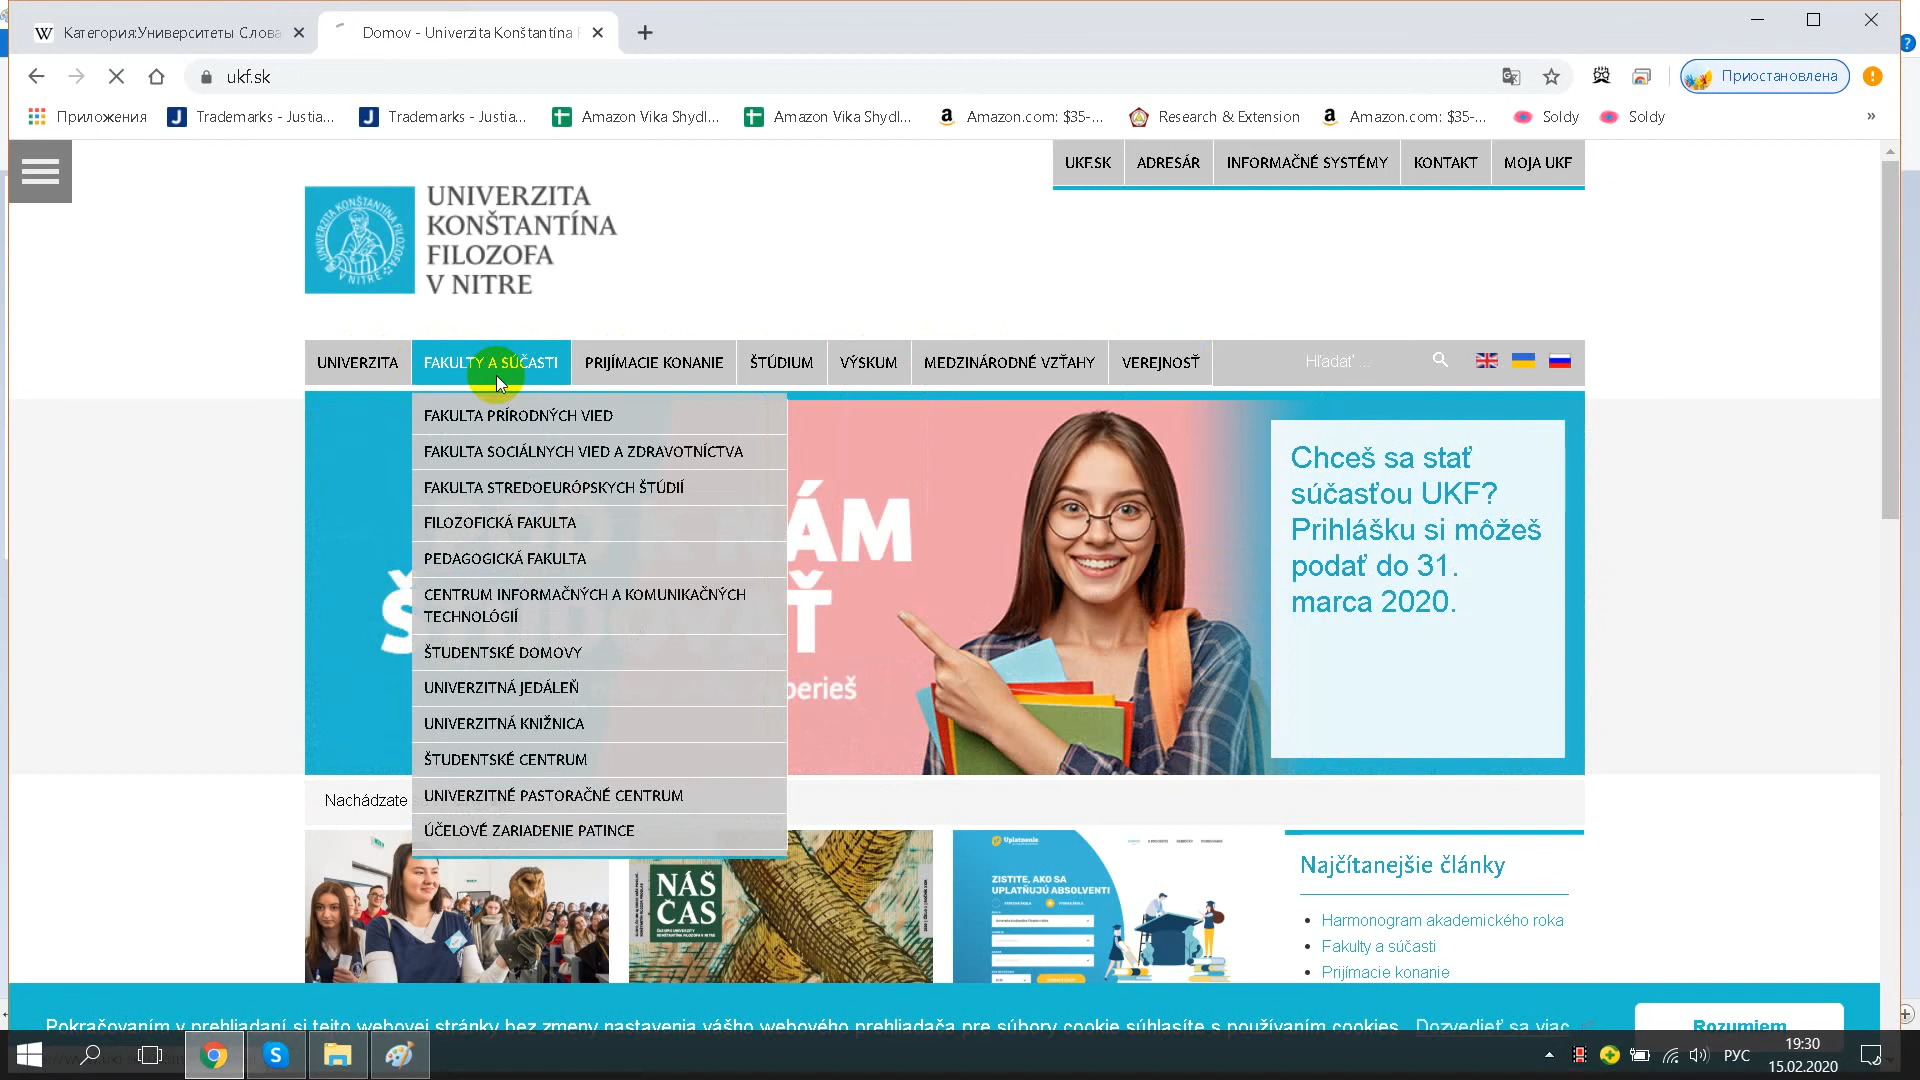 Категория:Университеты Слова
Domov - Univerzita Konštantína F
ukf.sk
Приостановлена
Приложения
Trademarks - Justia...
Trademarks - Justia...
Amazon Vika Shydl...
Amazon Vika Shydl...
Amazon.com: $35-...
Research & Extension
Amazon.com: $35-...
Soldy
Soldy
»
UKF.SK
ADRESÁR
INFORMAČNÉ SYSTÉMY
KONTAKT
MOJA UKF
UNIVERZITA
KONŠTANTÍNA
FILOZOFA
V NITRE
UNIVERZITA
FAKULTY A SÚČASTI
PRIJÍMACIE KONANIE
ŠTÚDIUM
VÝSKUM
MEDZINÁRODNÉ VZŤAHY
VEREJNOSŤ
Hľadať ...
FAKULTA PRÍRODNÝCH VIED
FAKULTA SOCIÁLNYCH VIED A ZDRAVOTNÍCTVA
FAKULTA STREDOEURÓPSKYCH ŠTÚDIÍ
FILOZOFICKÁ FAKULTA
PEDAGOGICKÁ FAKULTA
CENTRUM INFORMAČNÝCH A KOMUNIKAČNÝCH
TECHNOLÓGIÍ
ŠTUDENTSKÉ DOMOVY
UNIVERZITNÁ JEDÁLEŇ
UNIVERZITNÁ KNIŽNICA
ŠTUDENTSKÉ CENTRUM
UNIVERZITNÉ PASTORAČNÉ CENTRUM
ÚČELOVÉ ZARIADENIE PATINCE
Chceš sa stať
súčasťou UKF?
Prihlášku si môžeš
podať do 31.
marca 2020.
Nachádzate
NÁŠ
ČAS
Uplatnenie
ZISTITE, AKO SA
UPLATŇUJÚ ABSOLVENTI
Najčítanejšie články
Harmonogram akademického roka
Fakulty a súčasti
Prijímacie konanie
Pokračovaním v prehliadaní si tejto webovej stránky bez zmeny nastavenia vášho webového prehliadača pre súbory cookie súhlasíte s používaním cookies. Dozvedieť sa viac
Rozumiem
РУС
19:30
15.02.2020